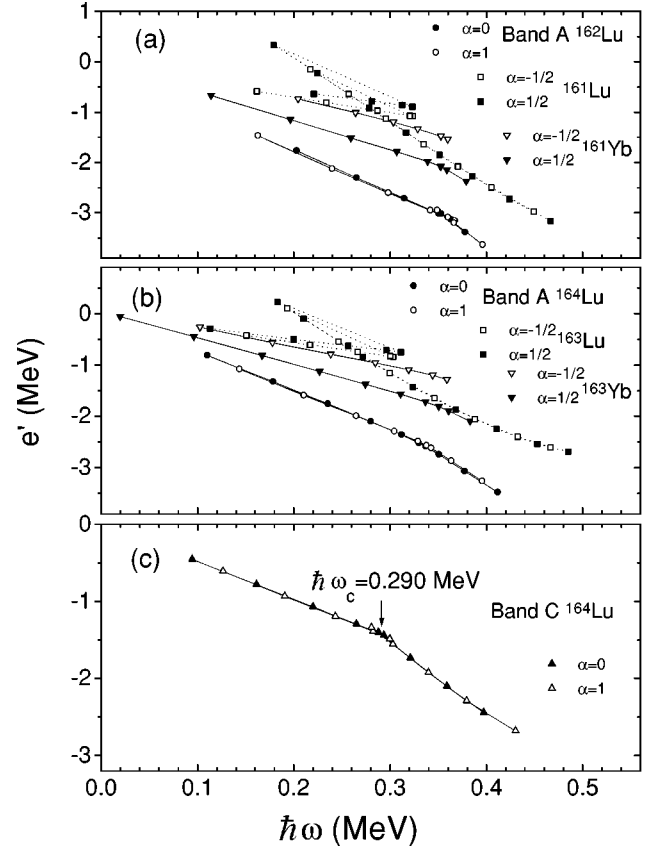 (a)
α=0
α=1
Band A ¹⁶²Lu
α=-1/2
α=1/2
¹⁶¹Lu
α=-1/2
α=1/2
¹⁶¹Yb
1
0
-1
-2
-3
(b)
α=0
α=1
Band A ¹⁶⁴Lu
α=-1/2
α=1/2
¹⁶³Lu
α=-1/2
α=1/2
¹⁶³Yb
0
-1
-2
-3
e' (MeV)
(c)
ħω_c=0.290 MeV
Band C ¹⁶⁴Lu
α=0
α=1
0
-1
-2
-3
0.0 0.1 0.2 0.3 0.4 0.5
ħω (MeV)